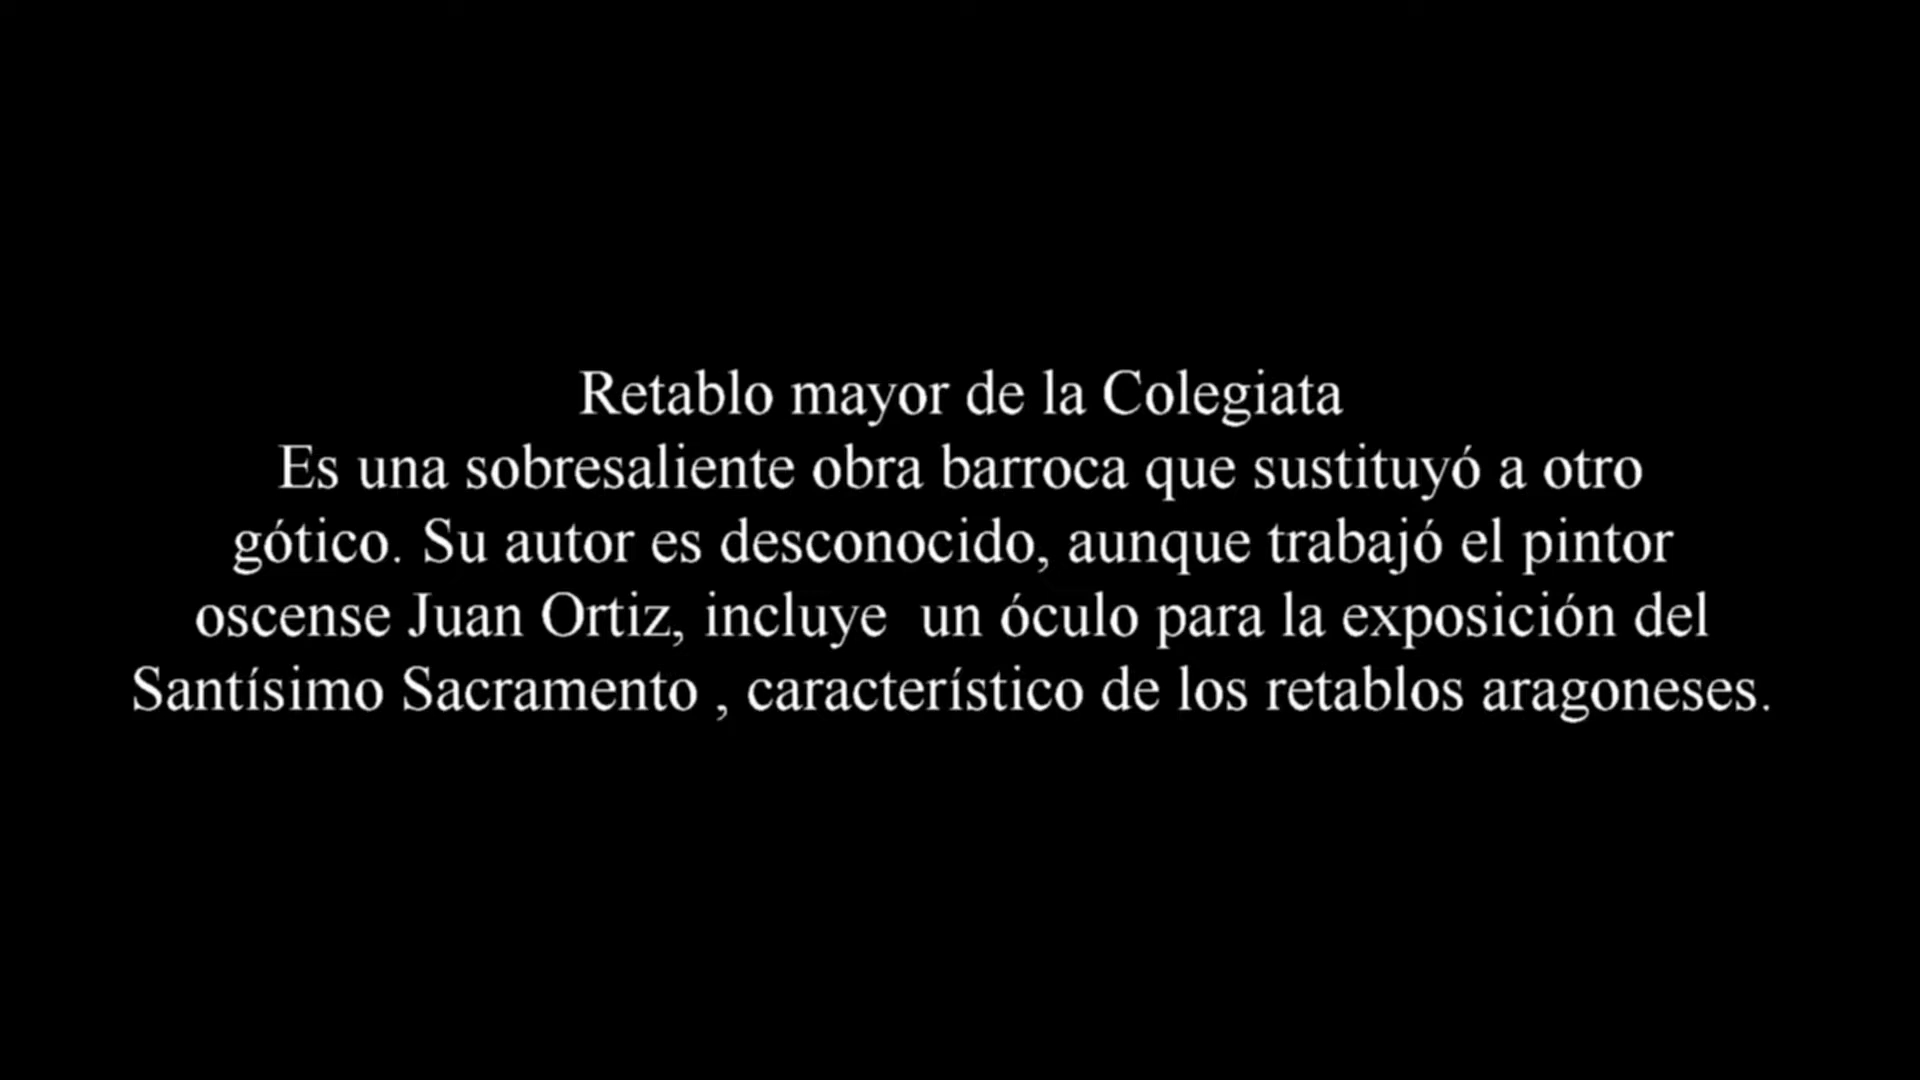 Retablo mayor de la Colegiata
Es una sobresaliente obra barroca que sustituyó a otro
gótico. Su autor es desconocido, aunque trabajó el pintor
oscense Juan Ortiz, incluye  un óculo para la exposición del
Santísimo Sacramento , característico de los retablos aragoneses.